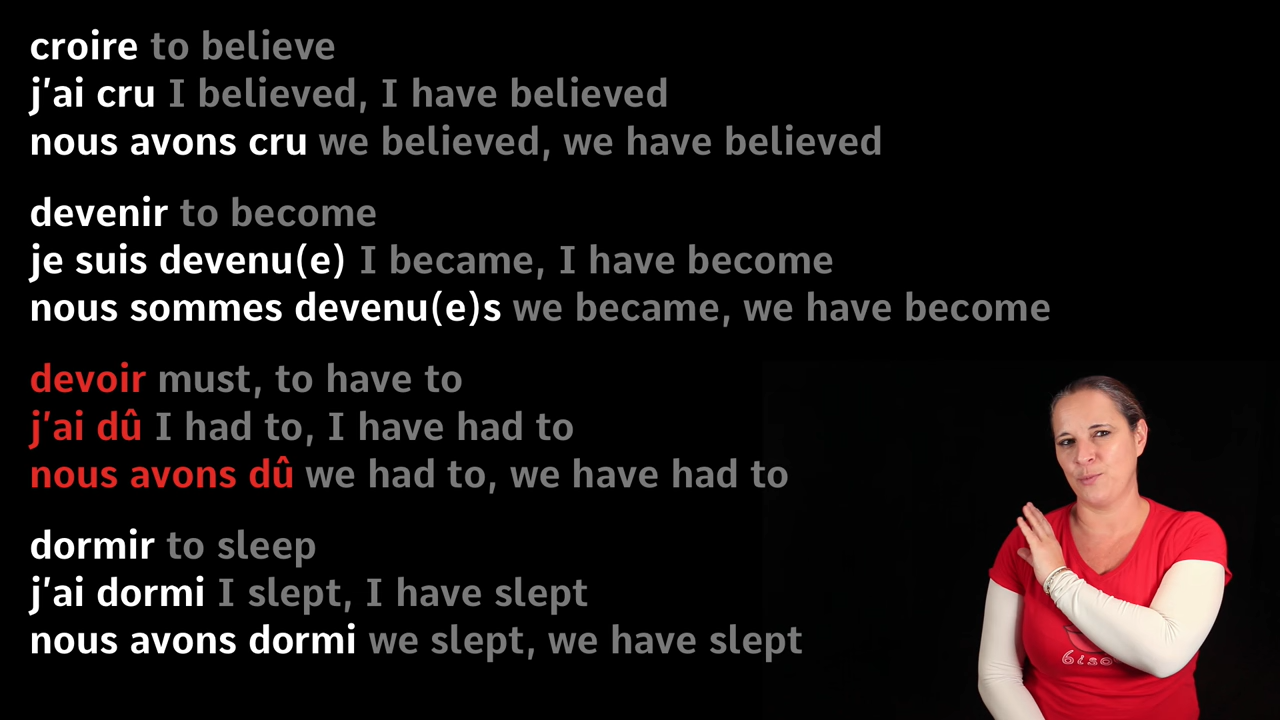 croire to believe
j'ai cru I believed, I have believed
nous avons cru we believed, we have believed
devenir to become
je suis devenu(e) I became, I have become
nous sommes devenu(e)s we became, we have become
devoir must, to have to
j'ai dû I had to, I have had to
nous avons dû we had to, we have had to
dormir to sleep
j'ai dormi I slept, I have slept
nous avons dormi we slept, we have slept